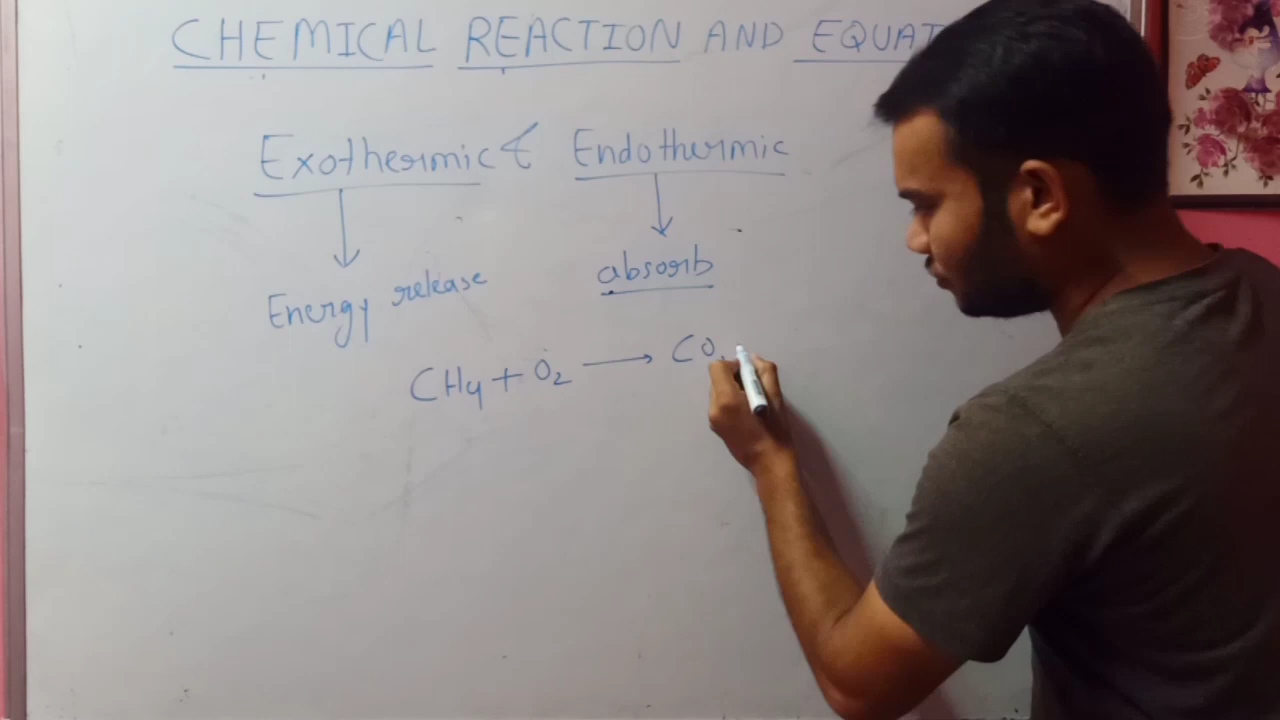 CHEMICAL REACTION AND EQUAT
Exothermic & Endothermic
Energy release absorb
CH4 + O2 → CO